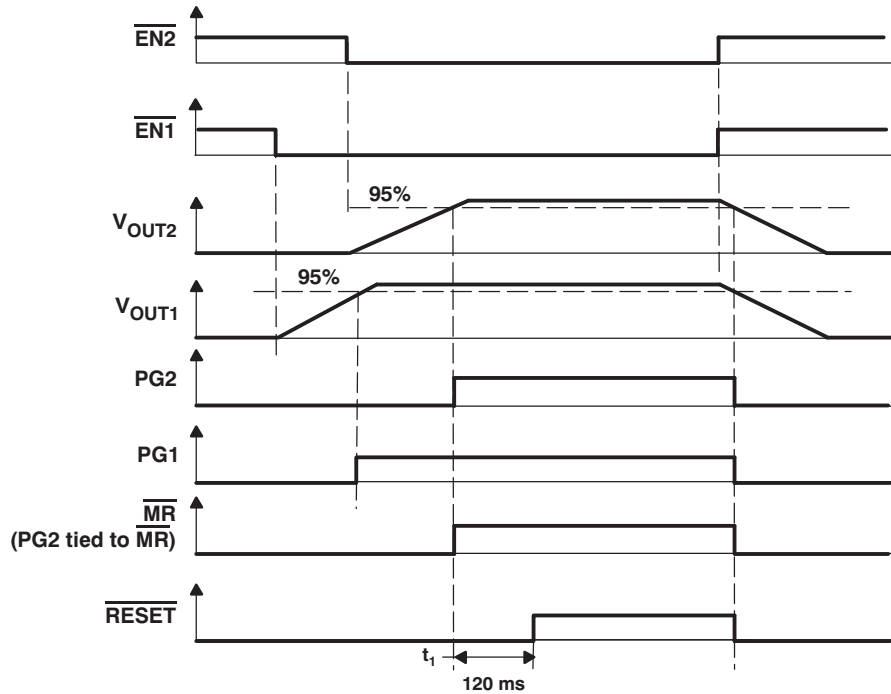 EN2
EN1
95%
VOUT2
95%
VOUT1
PG2
PG1
MR
(PG2 tied to MR)
RESET
t1
120 ms